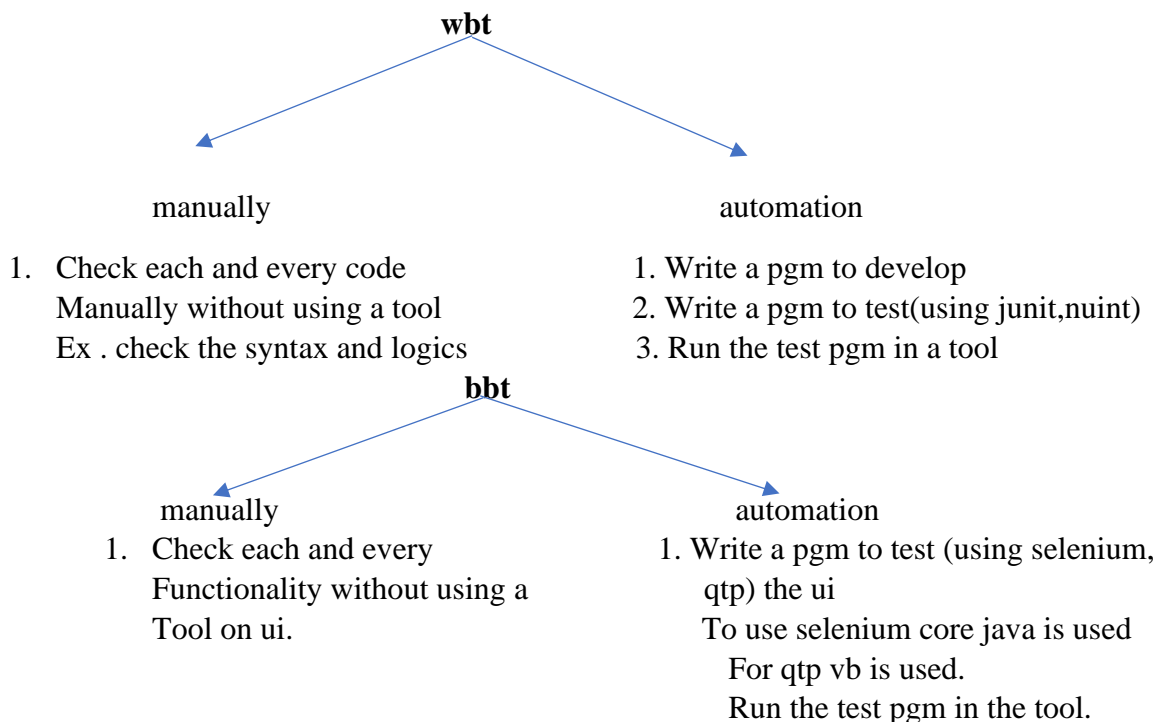 wbt
manually
automation
1. Check each and every code
Manually without using a tool
Ex . check the syntax and logics
1. Write a pgm to develop
2. Write a pgm to test(using junit,nuint)
3. Run the test pgm in a tool
bbt
manually
automation
1. Check each and every
Functionality without using a
Tool on ui.
1. Write a pgm to test (using selenium,
qtp) the ui
To use selenium core java is used
For qtp vb is used.
Run the test pgm in the tool.